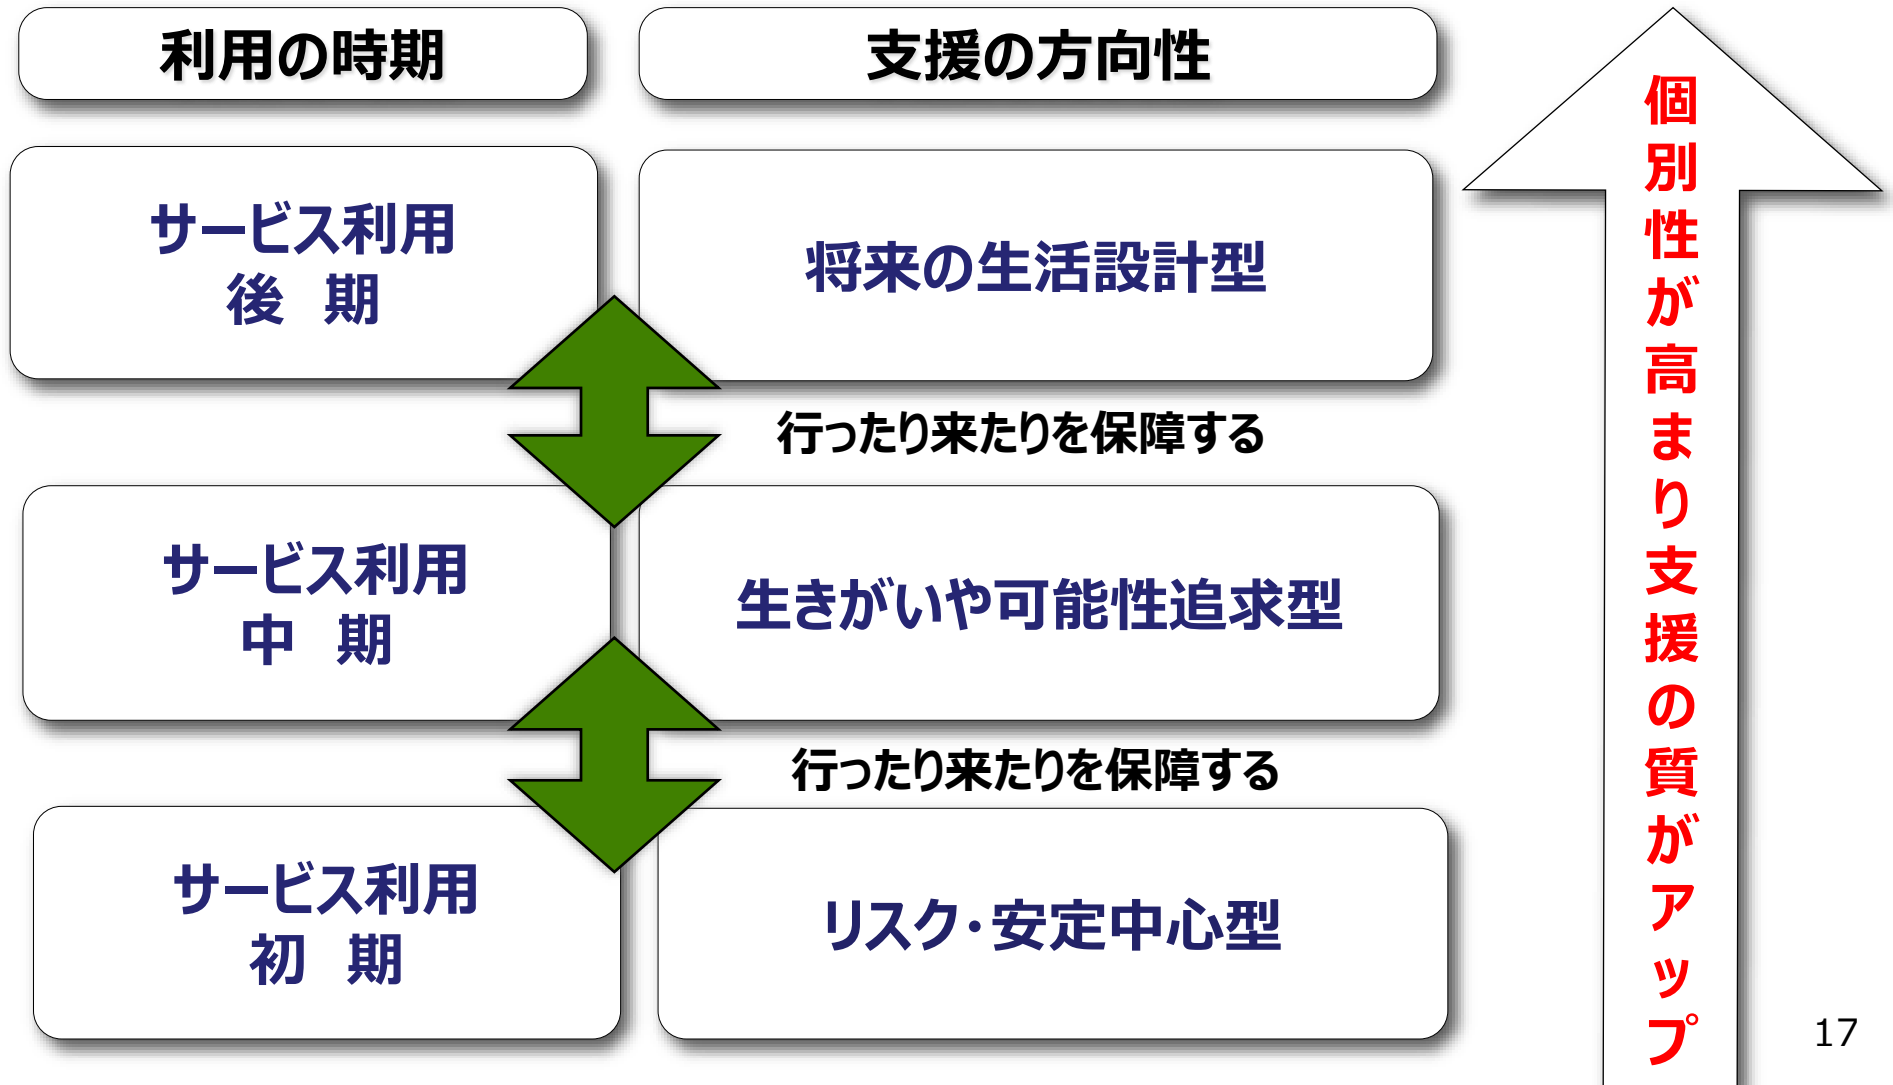 利用の時期
支援の方向性
サービス利用
後　期
将来の生活設計型
行ったり来たりを保障する
サービス利用
中　期
生きがいや可能性追求型
行ったり来たりを保障する
サービス利用
初　期
リスク・安定中心型
個別性が高まり支援の質がアップ
17